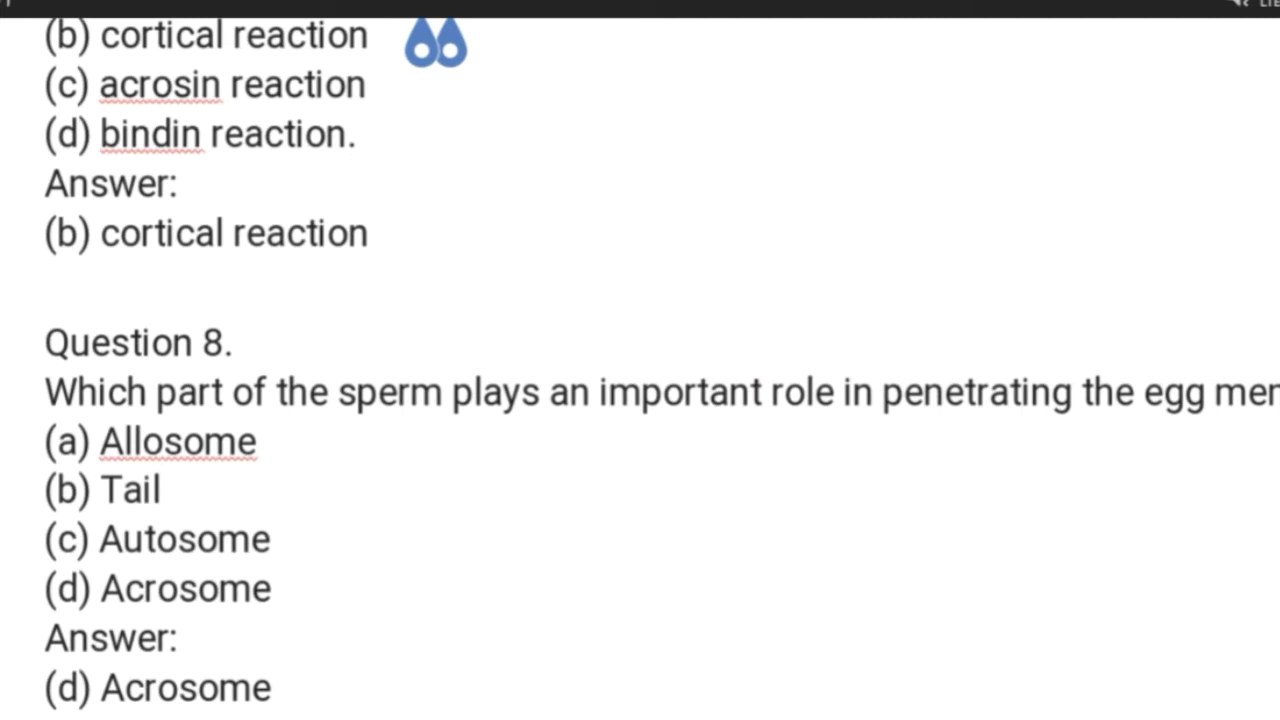 (b) cortical reaction
(c) acrosin reaction
(d) bindin reaction.
Answer:
(b) cortical reaction
Question 8.
Which part of the sperm plays an important role in penetrating the egg
(a) Allosome
(b) Tail
(c) Autosome
(d) Acrosome
Answer:
(d) Acrosome